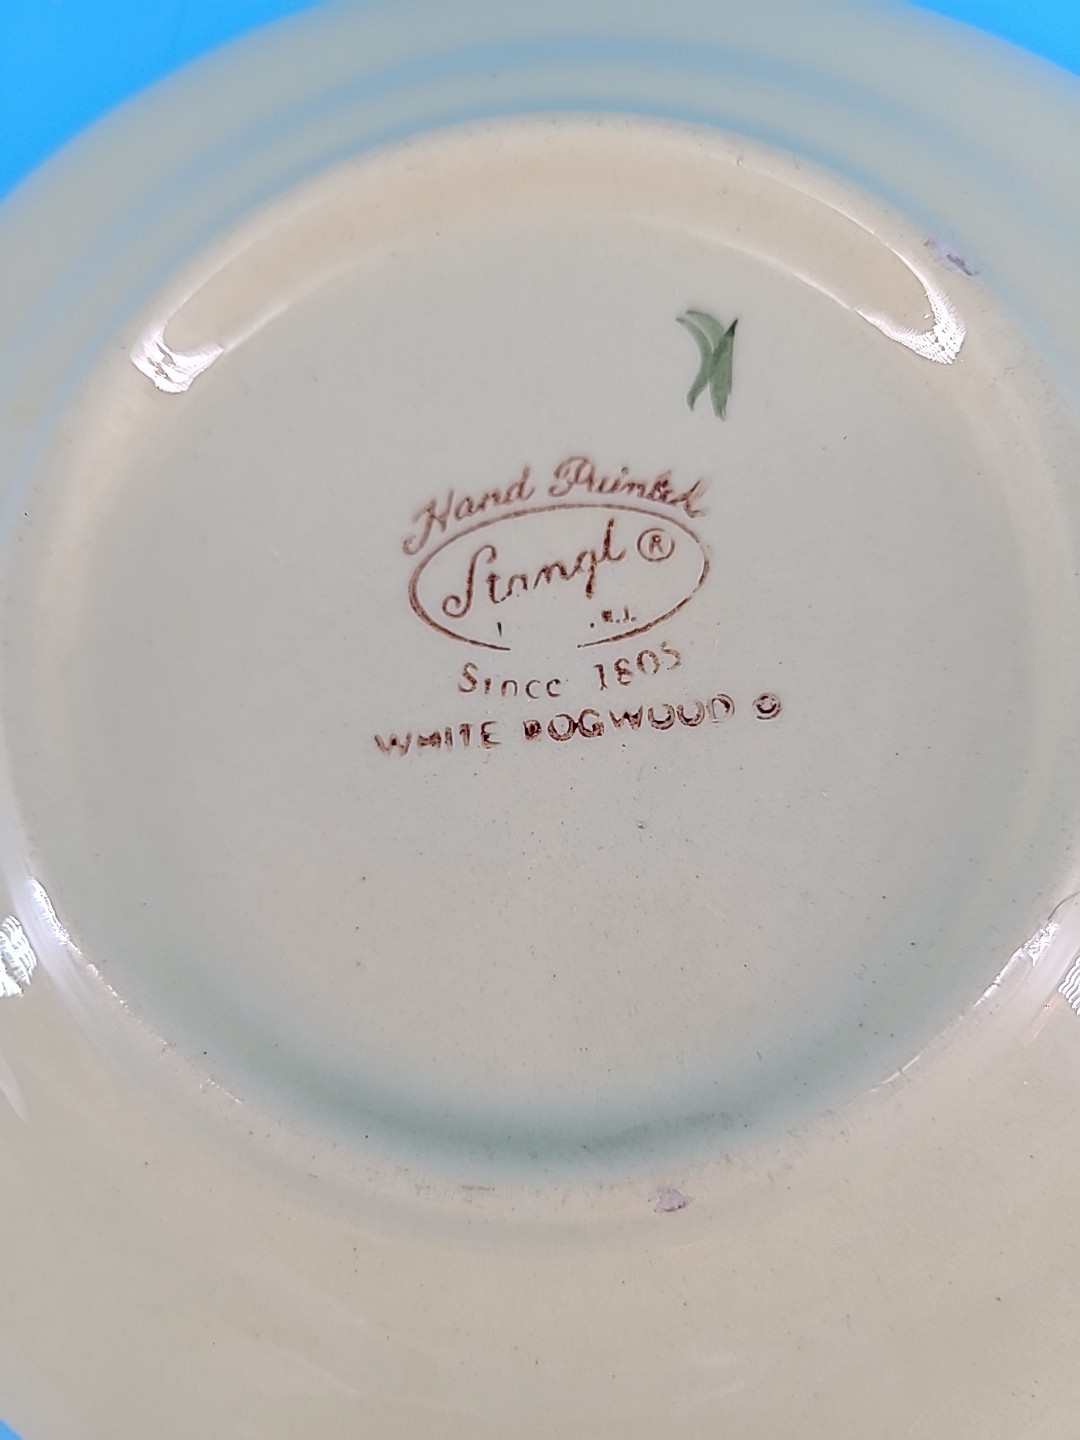 Hand Painted
Stangl ®
Since 1805
WHITE DOGWOOD ©